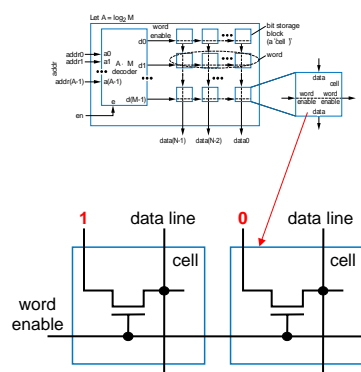 Let A = log₂ M
word
enable
bit storage
block
(a 'cell')
word
d0
addr0
addr1
addr(A-1)
addr
a0
a1
a(A-1)
A · M
decoder
d1
e
d(M-1)
en
data(N-1)
data(N-2)
data0
data
cell
word
enable
word
enable
data
1
data line
0
data line
cell
cell
word
enable